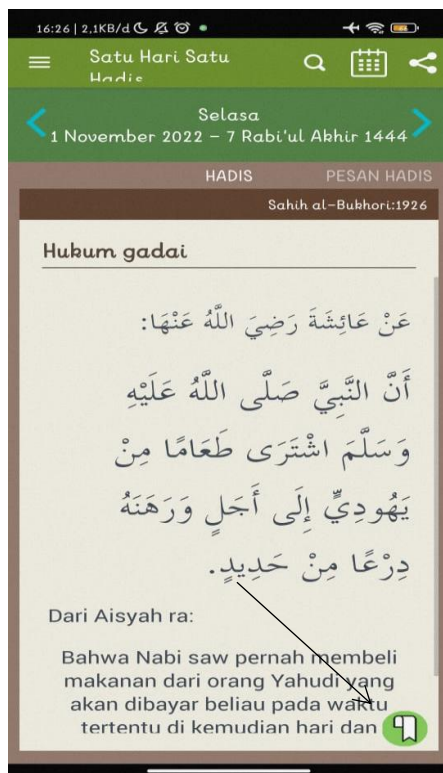 16:26 | 2,1KB/d
Satu Hari Satu
Hadis
Selasa
1 November 2022 – 7 Rabi'ul Akhir 1444
HADIS PESAN HADIS
Sahih al-Bukhori:1926
Hukum gadai
عَنْ عَائِشَةَ رَضِيَ اللَّهُ عَنْهَا:
أَنَّ النَّبِيَّ صَلَّى اللَّهُ عَلَيْهِ
وَسَلَّمَ اشْتَرَى طَعَامًا مِنْ
يَهُودِيٍّ إِلَى أَجَلٍ وَرَهَنَهُ
دِرْعًا مِنْ حَدِيدٍ.
Dari Aisyah ra:
Bahwa Nabi saw pernah membeli
makanan dari orang Yahudi yang
akan dibayar beliau pada waktu
tertentu di kemudian hari dan